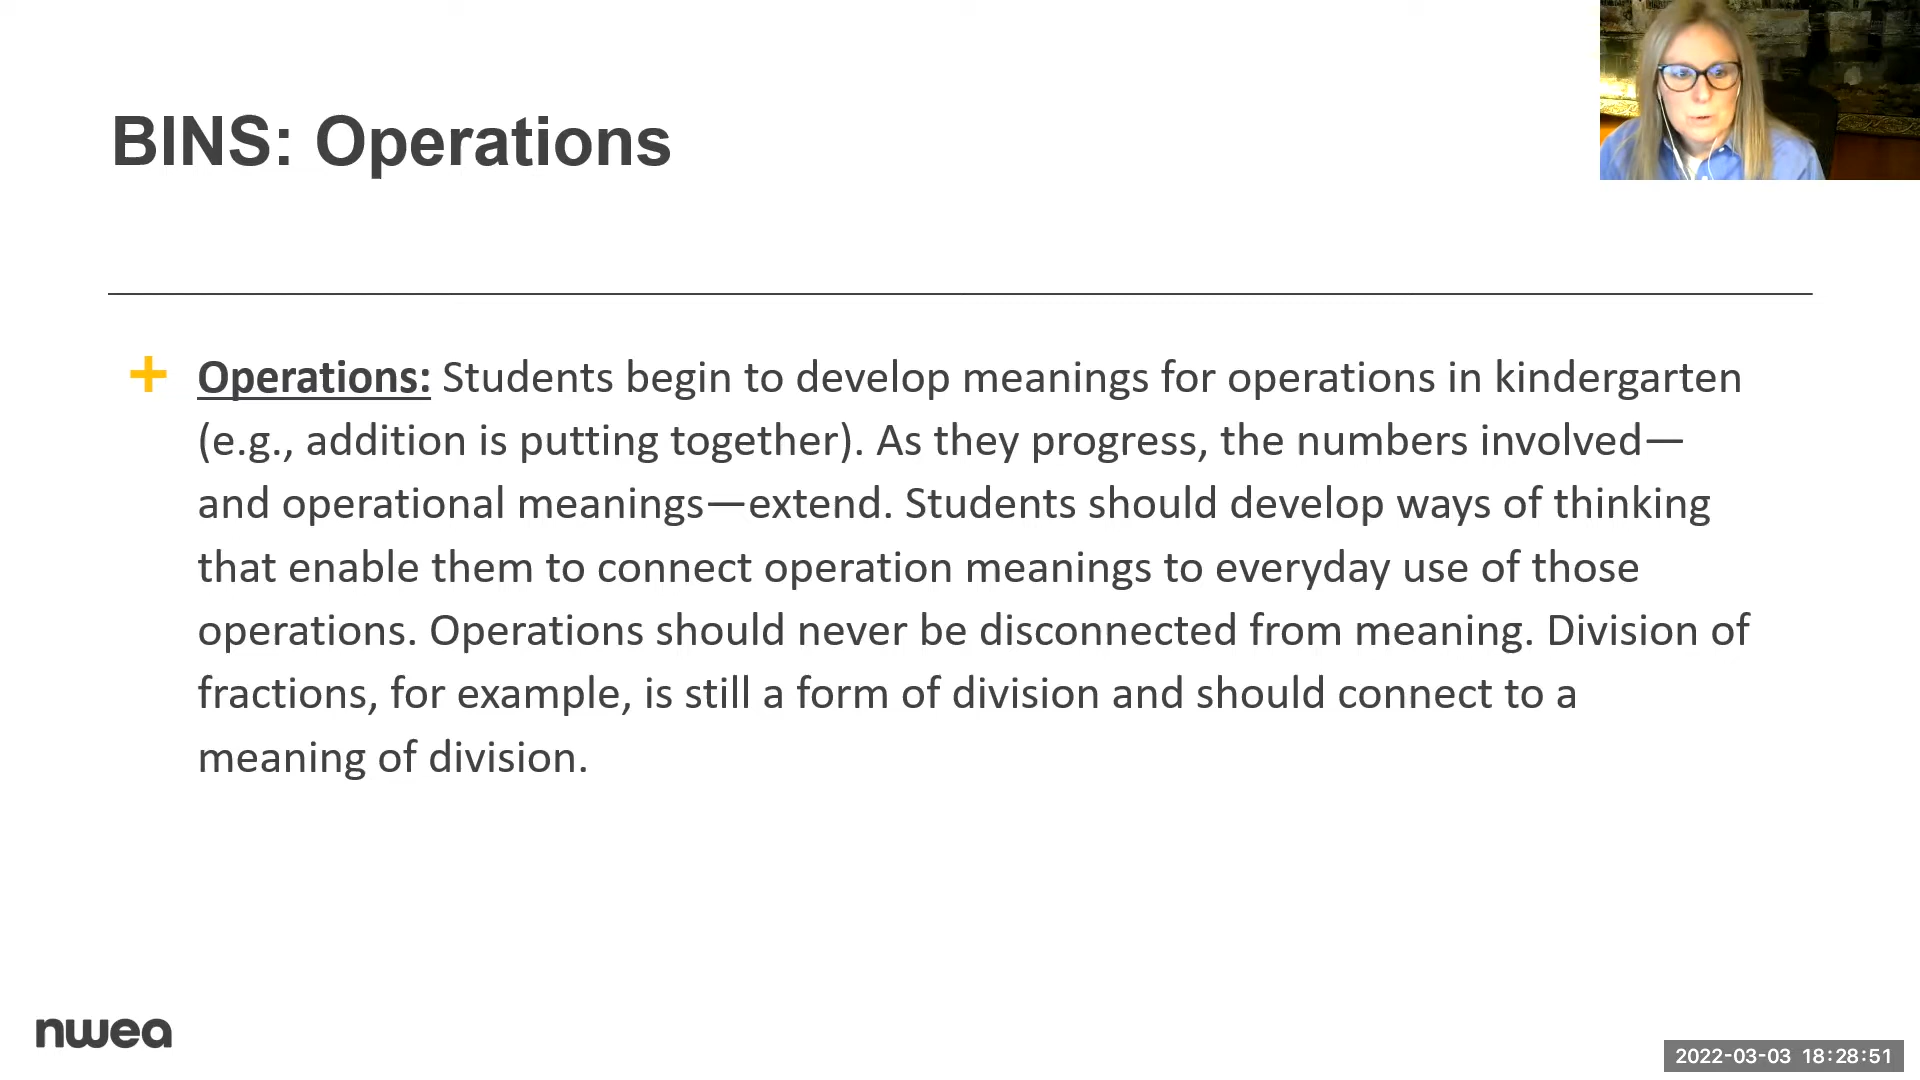 BINS: Operations
+ Operations: Students begin to develop meanings for operations in kindergarten
(e.g., addition is putting together). As they progress, the numbers involved—
and operational meanings—extend. Students should develop ways of thinking
that enable them to connect operation meanings to everyday use of those
operations. Operations should never be disconnected from meaning. Division of
fractions, for example, is still a form of division and should connect to a
meaning of division.
nwea
2022-03-03 18:28:51